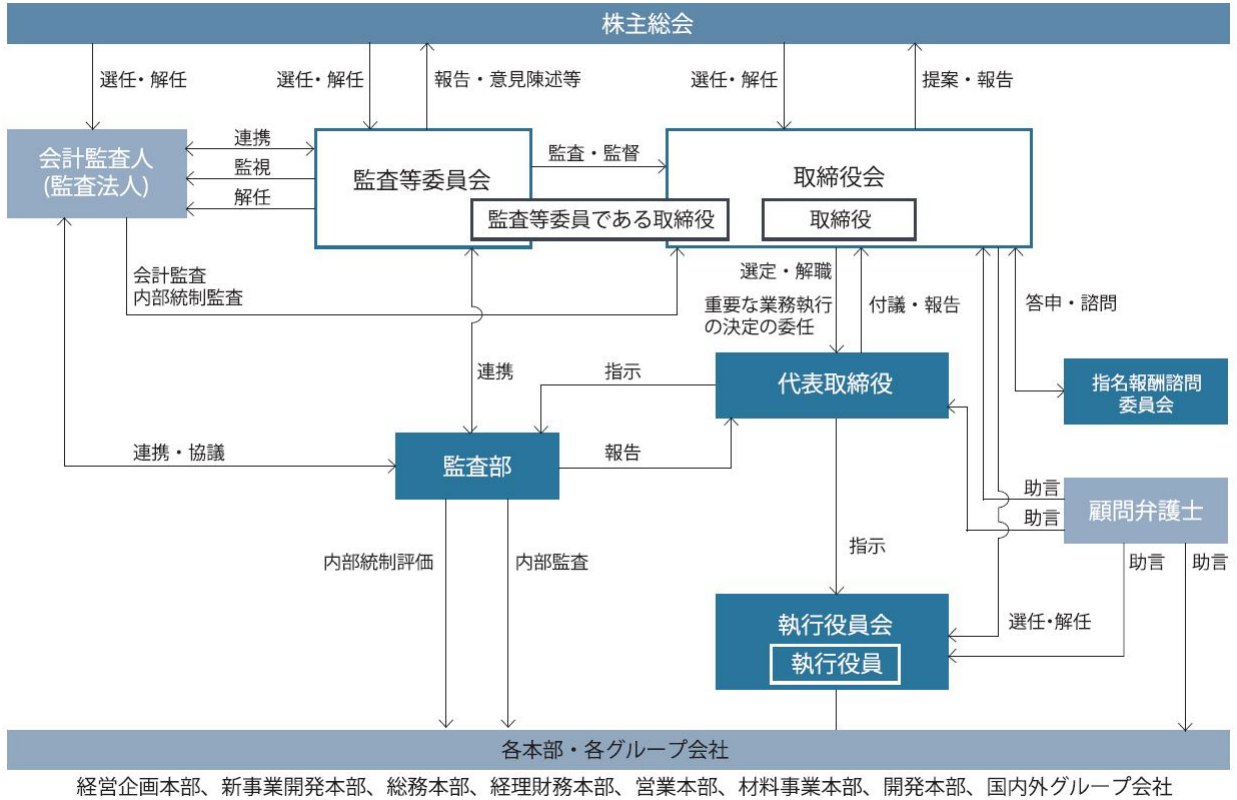 株主総会
選任・解任
選任・解任
報告・意見陳述等
選任・解任
提案・報告
会計監査人
(監査法人)
連携
監視
解任
監査等委員会
監査・監督
取締役会
監査等委員である取締役
取締役
会計監査
内部統制監査
選定・解職
重要な業務執行
の決定の委任
付議・報告
答申・諮問
連携
指示
代表取締役
指名報酬諮問
委員会
連携・協議
監査部
報告
助言
助言
顧問弁護士
内部統制評価
内部監査
指示
助言
助言
執行役員会
執行役員
選任・解任
各本部・各グループ会社
経営企画本部、新事業開発本部、総務本部、経理財務本部、営業本部、材料事業本部、開発本部、国内外グループ会社